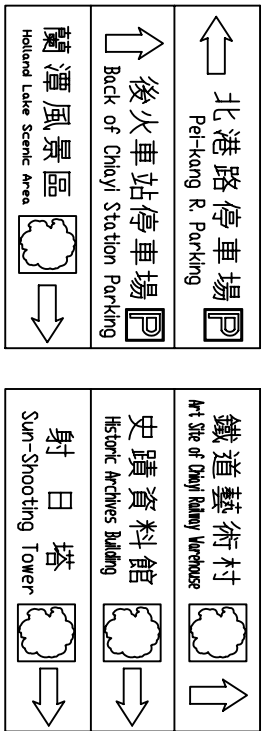 北港路停車場 P
Pei-kang R. Parking
後火車站停車場 P
Back of Chiayi Station Parking
蘭潭風景區
Holland Lake Scenic Area
鐵道藝術村
Art Site of Chiayi Railway Warehouse
史蹟資料館
Historic Archives Building
射日塔
Sun-Shooting Tower